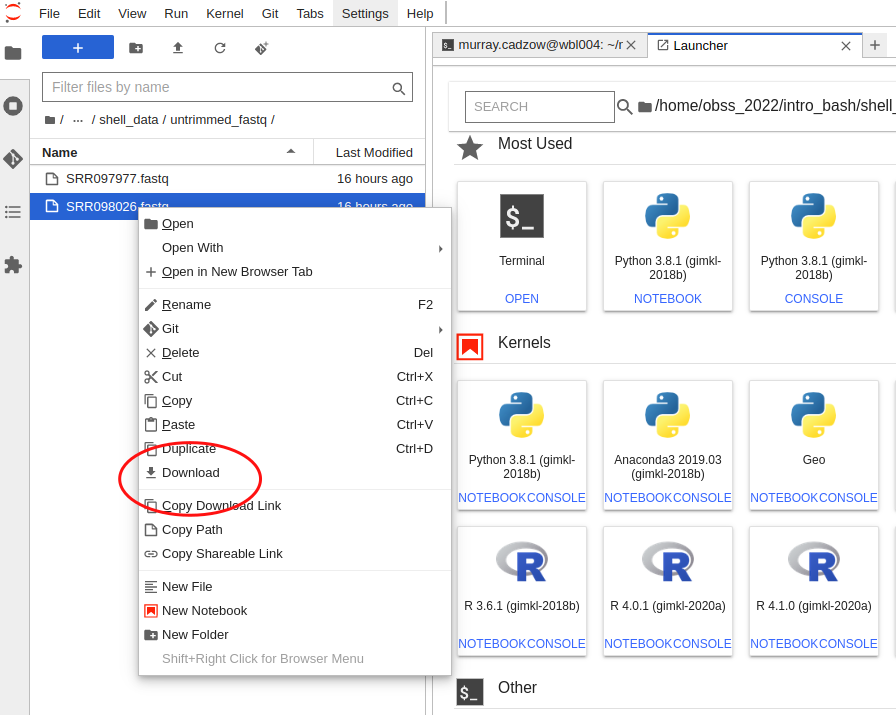 File Edit View Run Kernel Git Tabs Settings Help
+
Filter files by name
/ ... / shell_data / untrimmed_fastq /
Name Last Modified
SRR097977.fastq 16 hours ago
SRR098026.fastq 16 hours ago
Open
Open With
Open in New Browser Tab
Rename F2
Git
Delete Del
Cut Ctrl+X
Copy Ctrl+C
Paste Ctrl+V
Duplicate Ctrl+D
Download
Copy Download Link
Copy Path
Copy Shareable Link
New File
New Notebook
New Folder
Shift+Right Click for Browser Menu
murray.cadzow@wbl004: ~/r
Launcher
SEARCH
/home/obss_2022/intro_bash/shell_
Most Used
$_
Terminal
OPEN
Python 3.8.1 (gimkl-
2018b)
NOTEBOOK
Python 3.8.1 (gimkl-
2018b)
CONSOLE
Kernels
Python 3.8.1 (gimkl-
2018b)
NOTEBOOK CONSOLE
Anaconda3 2019.03
(gimkl-2018b)
NOTEBOOK CONSOLE
Geo
NOTEBOOK CONSOLE
R
R 3.6.1 (gimkl-2018b)
NOTEBOOK CONSOLE
R
R 4.0.1 (gimkl-2020a)
NOTEBOOK CONSOLE
R
R 4.1.0 (gimkl-2020a)
NOTEBOOK CONSOLE
$_
Other